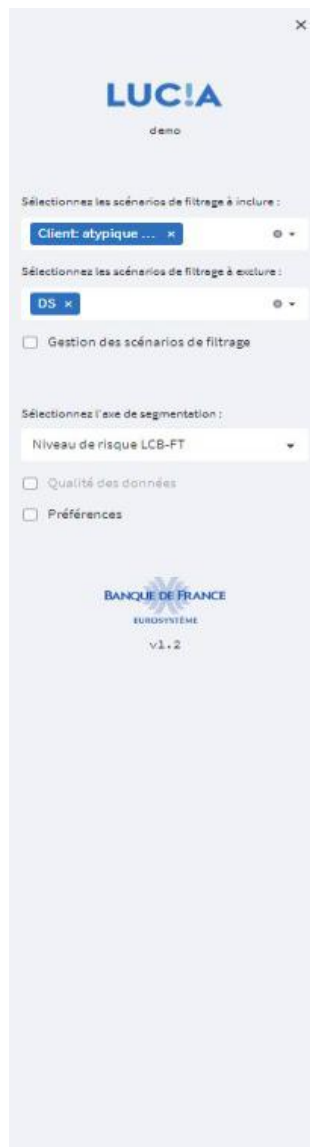 ×
LUC!A
demo
Sélectionnez les scénarios de filtrage à inclure :
Client: atypique ... ×
Sélectionnez les scénarios de filtrage à exclure :
DS ×
Gestion des scénarios de filtrage
Sélectionnez l'axe de segmentation :
Niveau de risque LCB-FT
Qualité des données
Préférences
BANQUE DE FRANCE
EUROSYSTÈME
v1.2